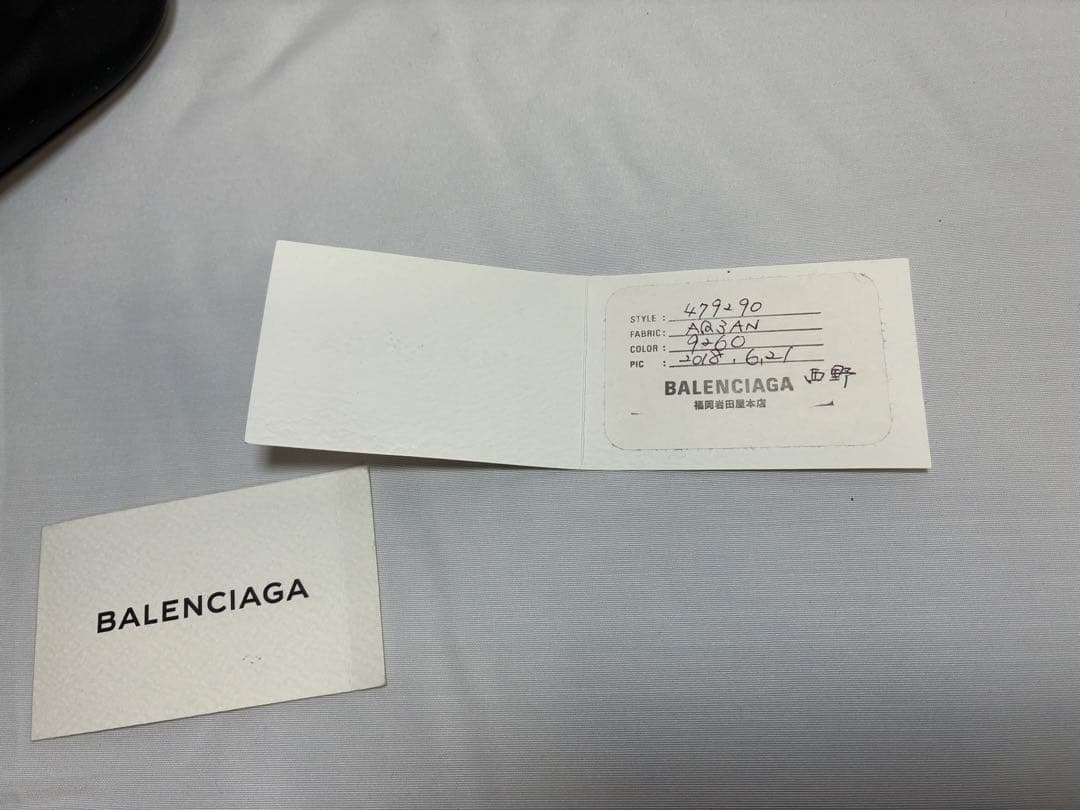 STYLE : 479290
FABRIC: AQ3AN
COLOR : 9260
PIC : 2018.6.21
西野
BALENCIAGA
福岡岩田屋本店
BALENCIAGA